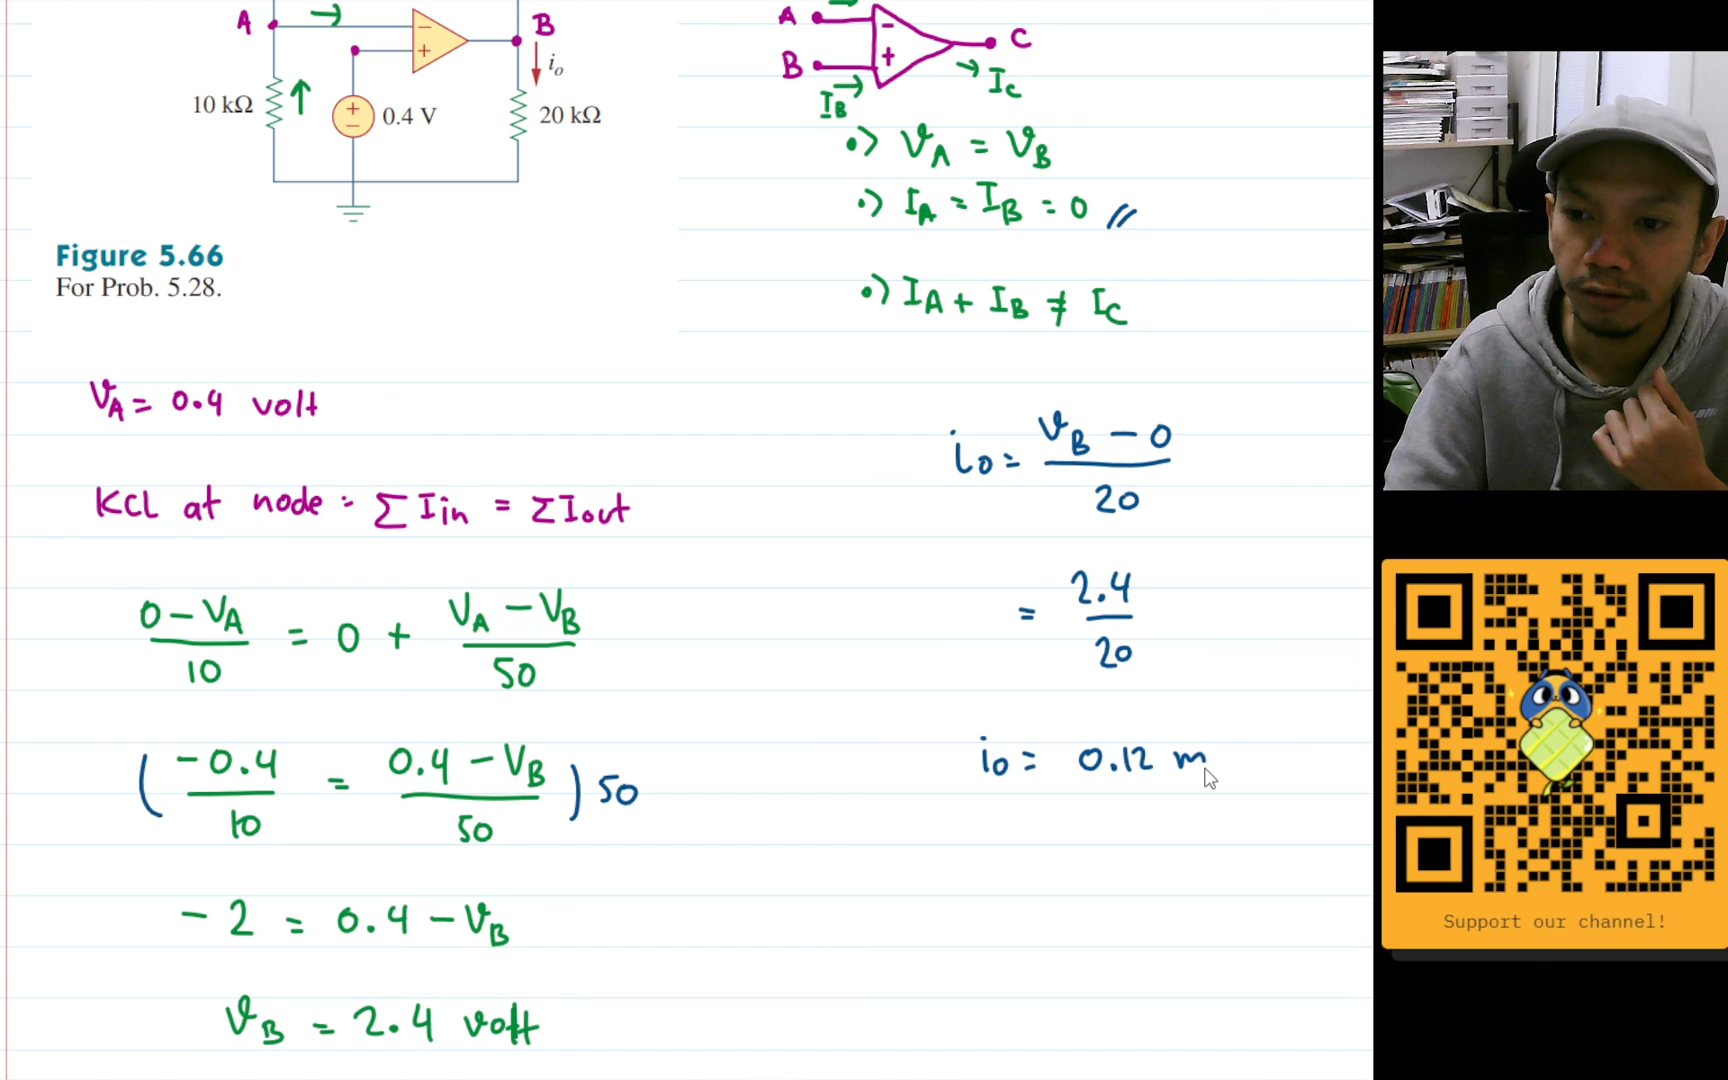 A
B
−
+
i_o
10 kΩ
+
−
0.4 V
20 kΩ
Figure 5.66
For Prob. 5.28.
A
B
−
+
C
I_B
I_C
•) V_A = V_B
•) I_A = I_B = 0 //
•) I_A + I_B ≠ I_C
V_A = 0.4 volt
KCL at node : Σ I in = Σ I out
(0 − V_A)/10 = 0 + (V_A − V_B)/50
( −0.4/10 = (0.4 − V_B)/50 ) 50
−2 = 0.4 − V_B
V_B = 2.4 volt
i_o = (V_B − 0)/20
= 2.4/20
i_o = 0.12 m
Support our channel!